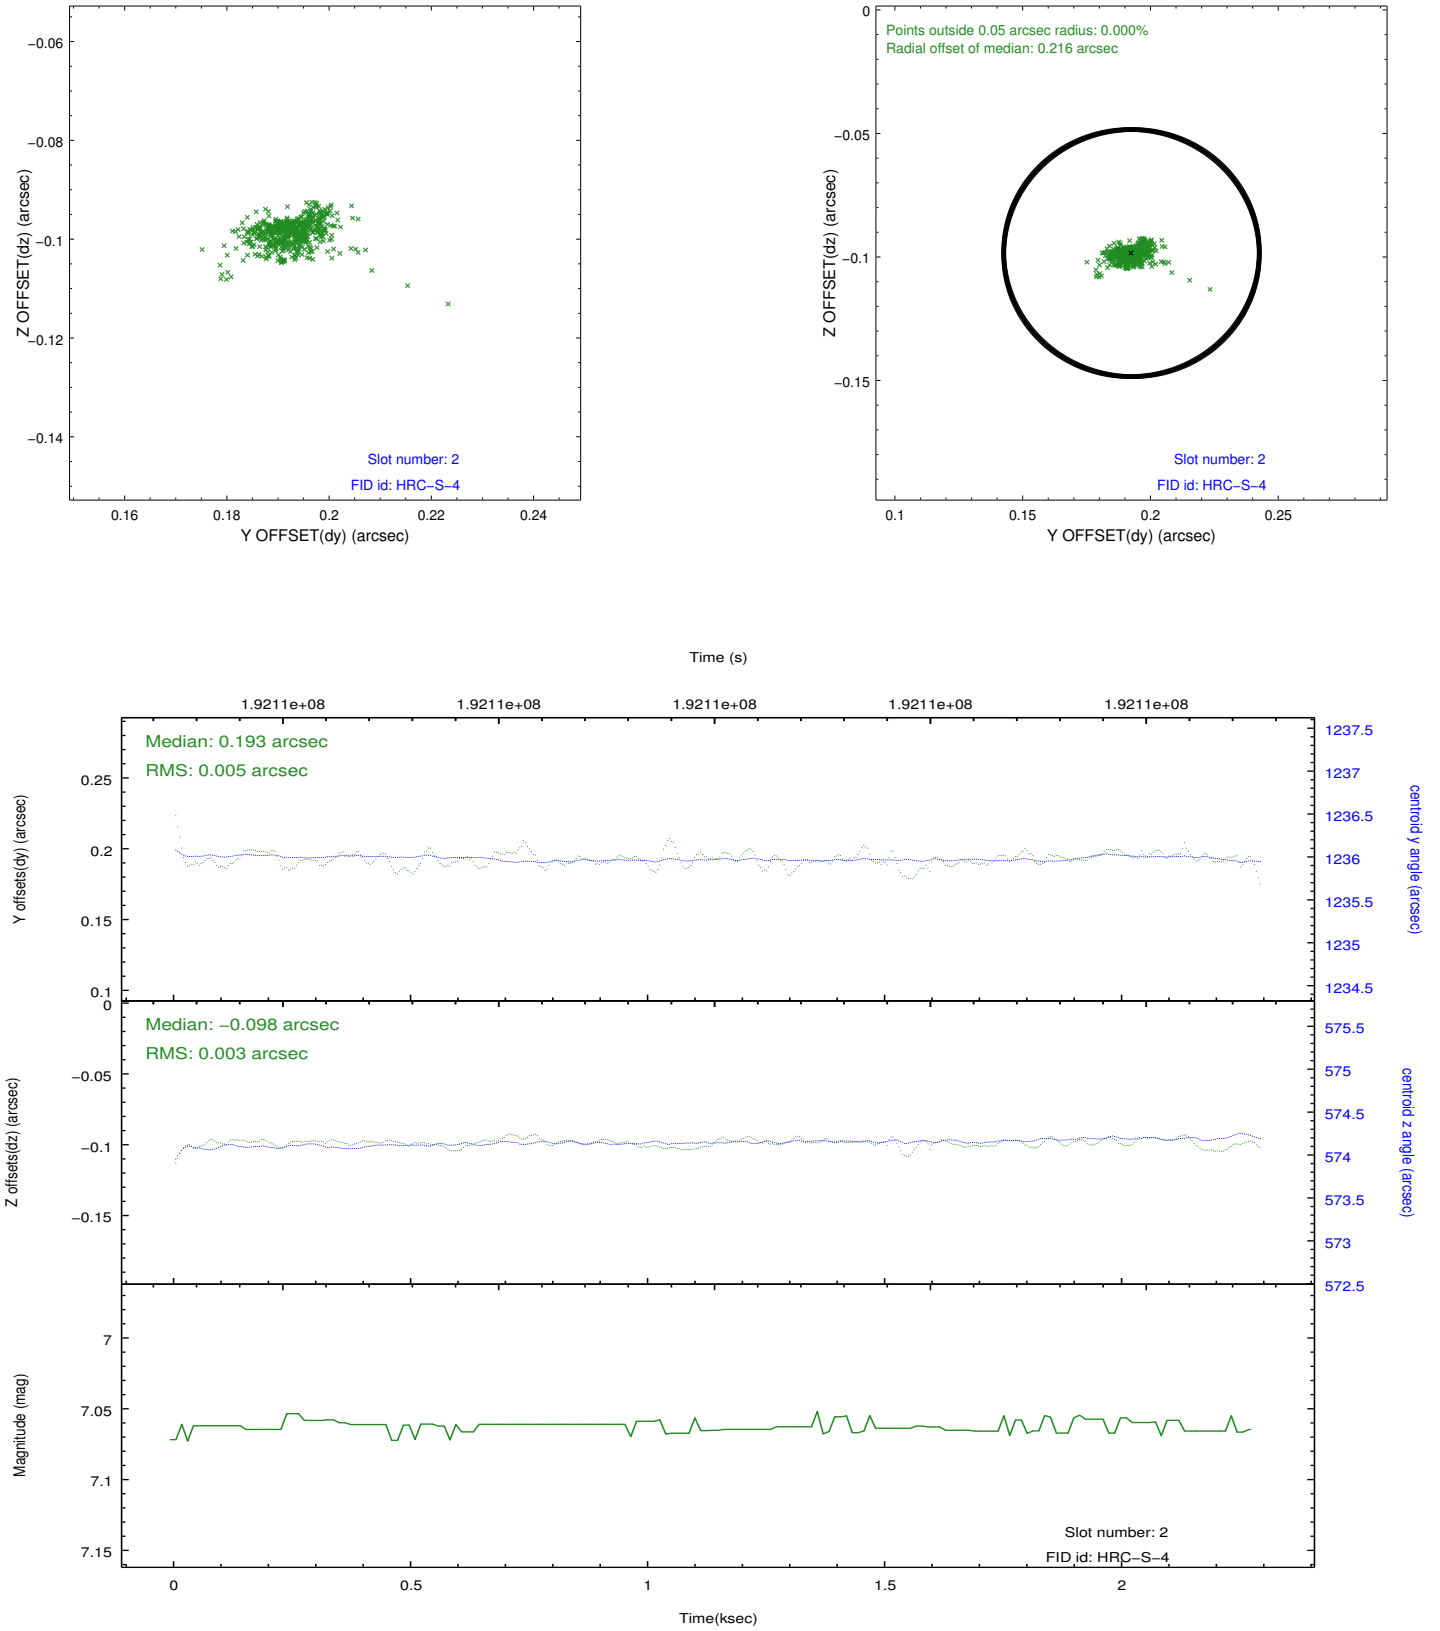 −0.06
−0.08
−0.1
−0.12
−0.14
Z OFFSET(dz) (arcsec)
Slot number: 2
FID id: HRC−S−4
0.16 0.18 0.2 0.22 0.24
Y OFFSET(dy) (arcsec)
Points outside 0.05 arcsec radius: 0.000%
Radial offset of median: 0.216 arcsec
0
−0.05
−0.1
−0.15
Z OFFSET(dz) (arcsec)
Slot number: 2
FID id: HRC−S−4
0.1 0.15 0.2 0.25
Y OFFSET(dy) (arcsec)
Time (s)
1.9211e+08 1.9211e+08 1.9211e+08 1.9211e+08 1.9211e+08
Median: 0.193 arcsec
RMS: 0.005 arcsec
0.25
0.2
0.15
0.1
Y offsets(dy) (arcsec)
1237.5
1237
1236.5
1236
1235.5
1235
1234.5
centroid y angle (arcsec)
Median: −0.098 arcsec
RMS: 0.003 arcsec
0
−0.05
−0.1
−0.15
Z offsets(dz) (arcsec)
575.5
575
574.5
574
573.5
573
572.5
centroid z angle (arcsec)
7
7.05
7.1
7.15
Magnitude (mag)
Slot number: 2
FID id: HRC−S−4
0 0.5 1 1.5 2
Time(ksec)